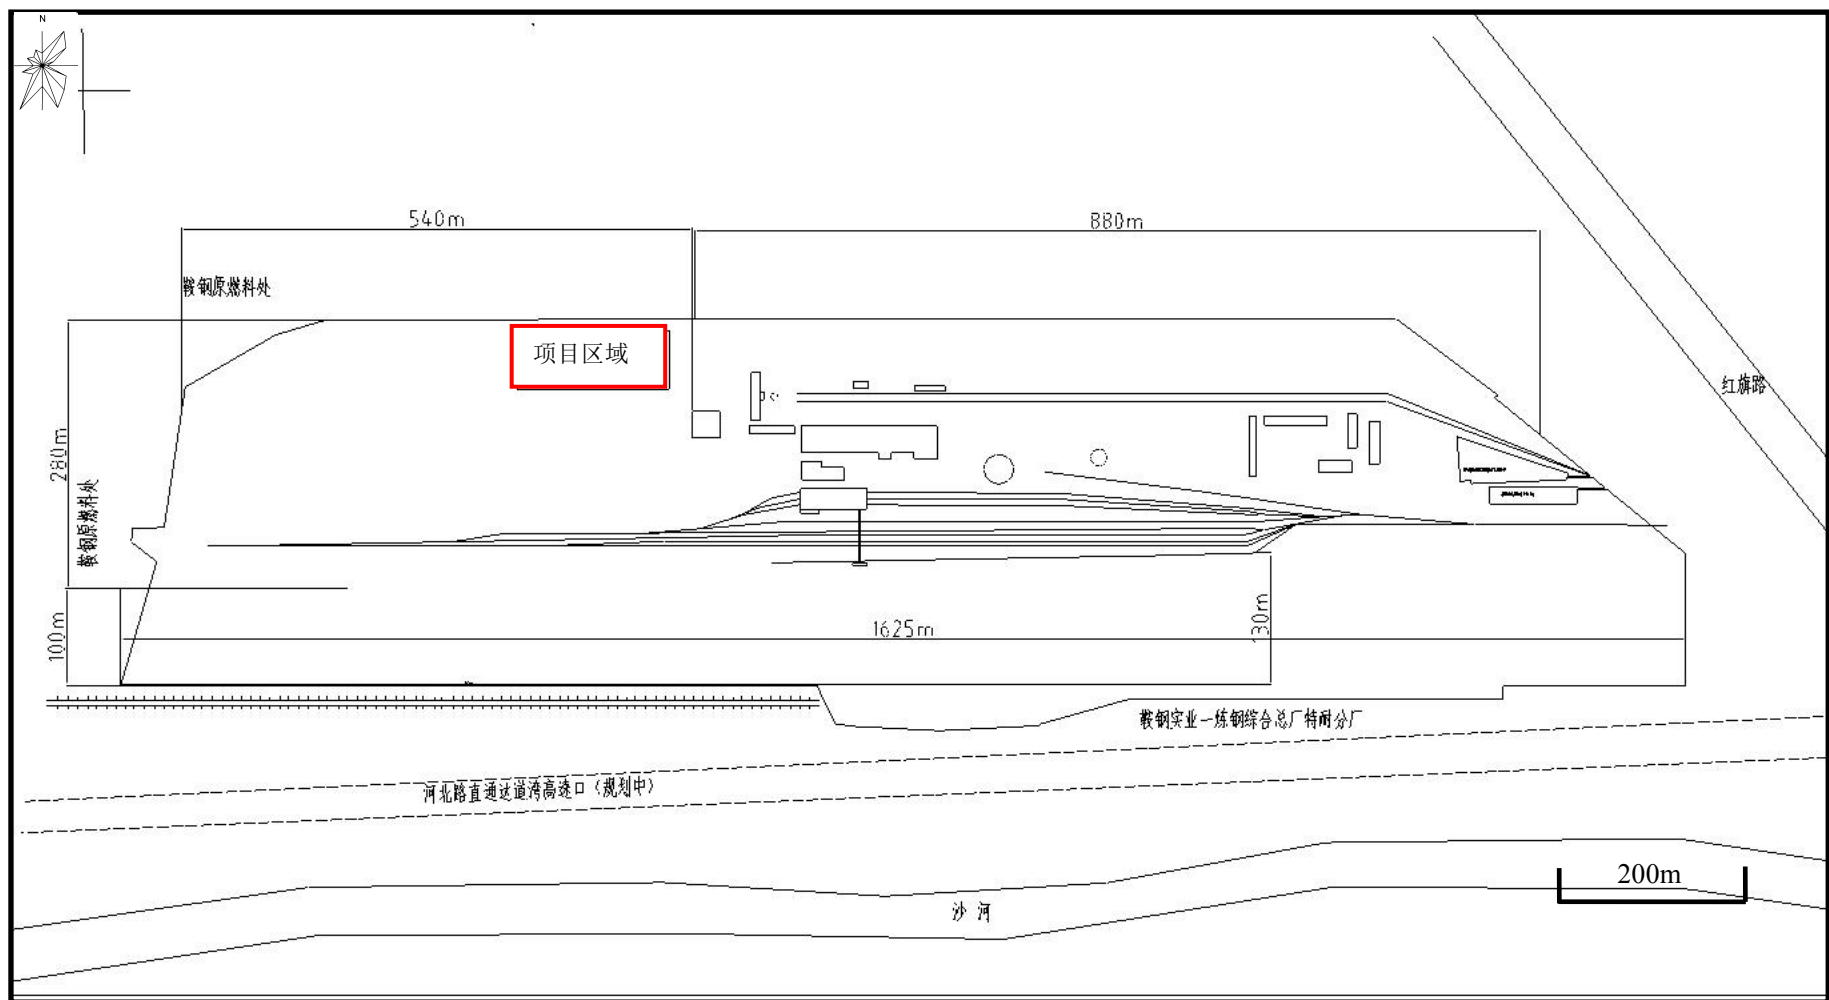 N
540m
880m
鞍钢原燃料处
项目区域
红旗路
280m
鞍钢原燃料处
100m
1625m
130m
鞍钢实业一炼钢综合总厂特耐分厂
河北路直通达道湾高速口（规划中）
200m
沙河